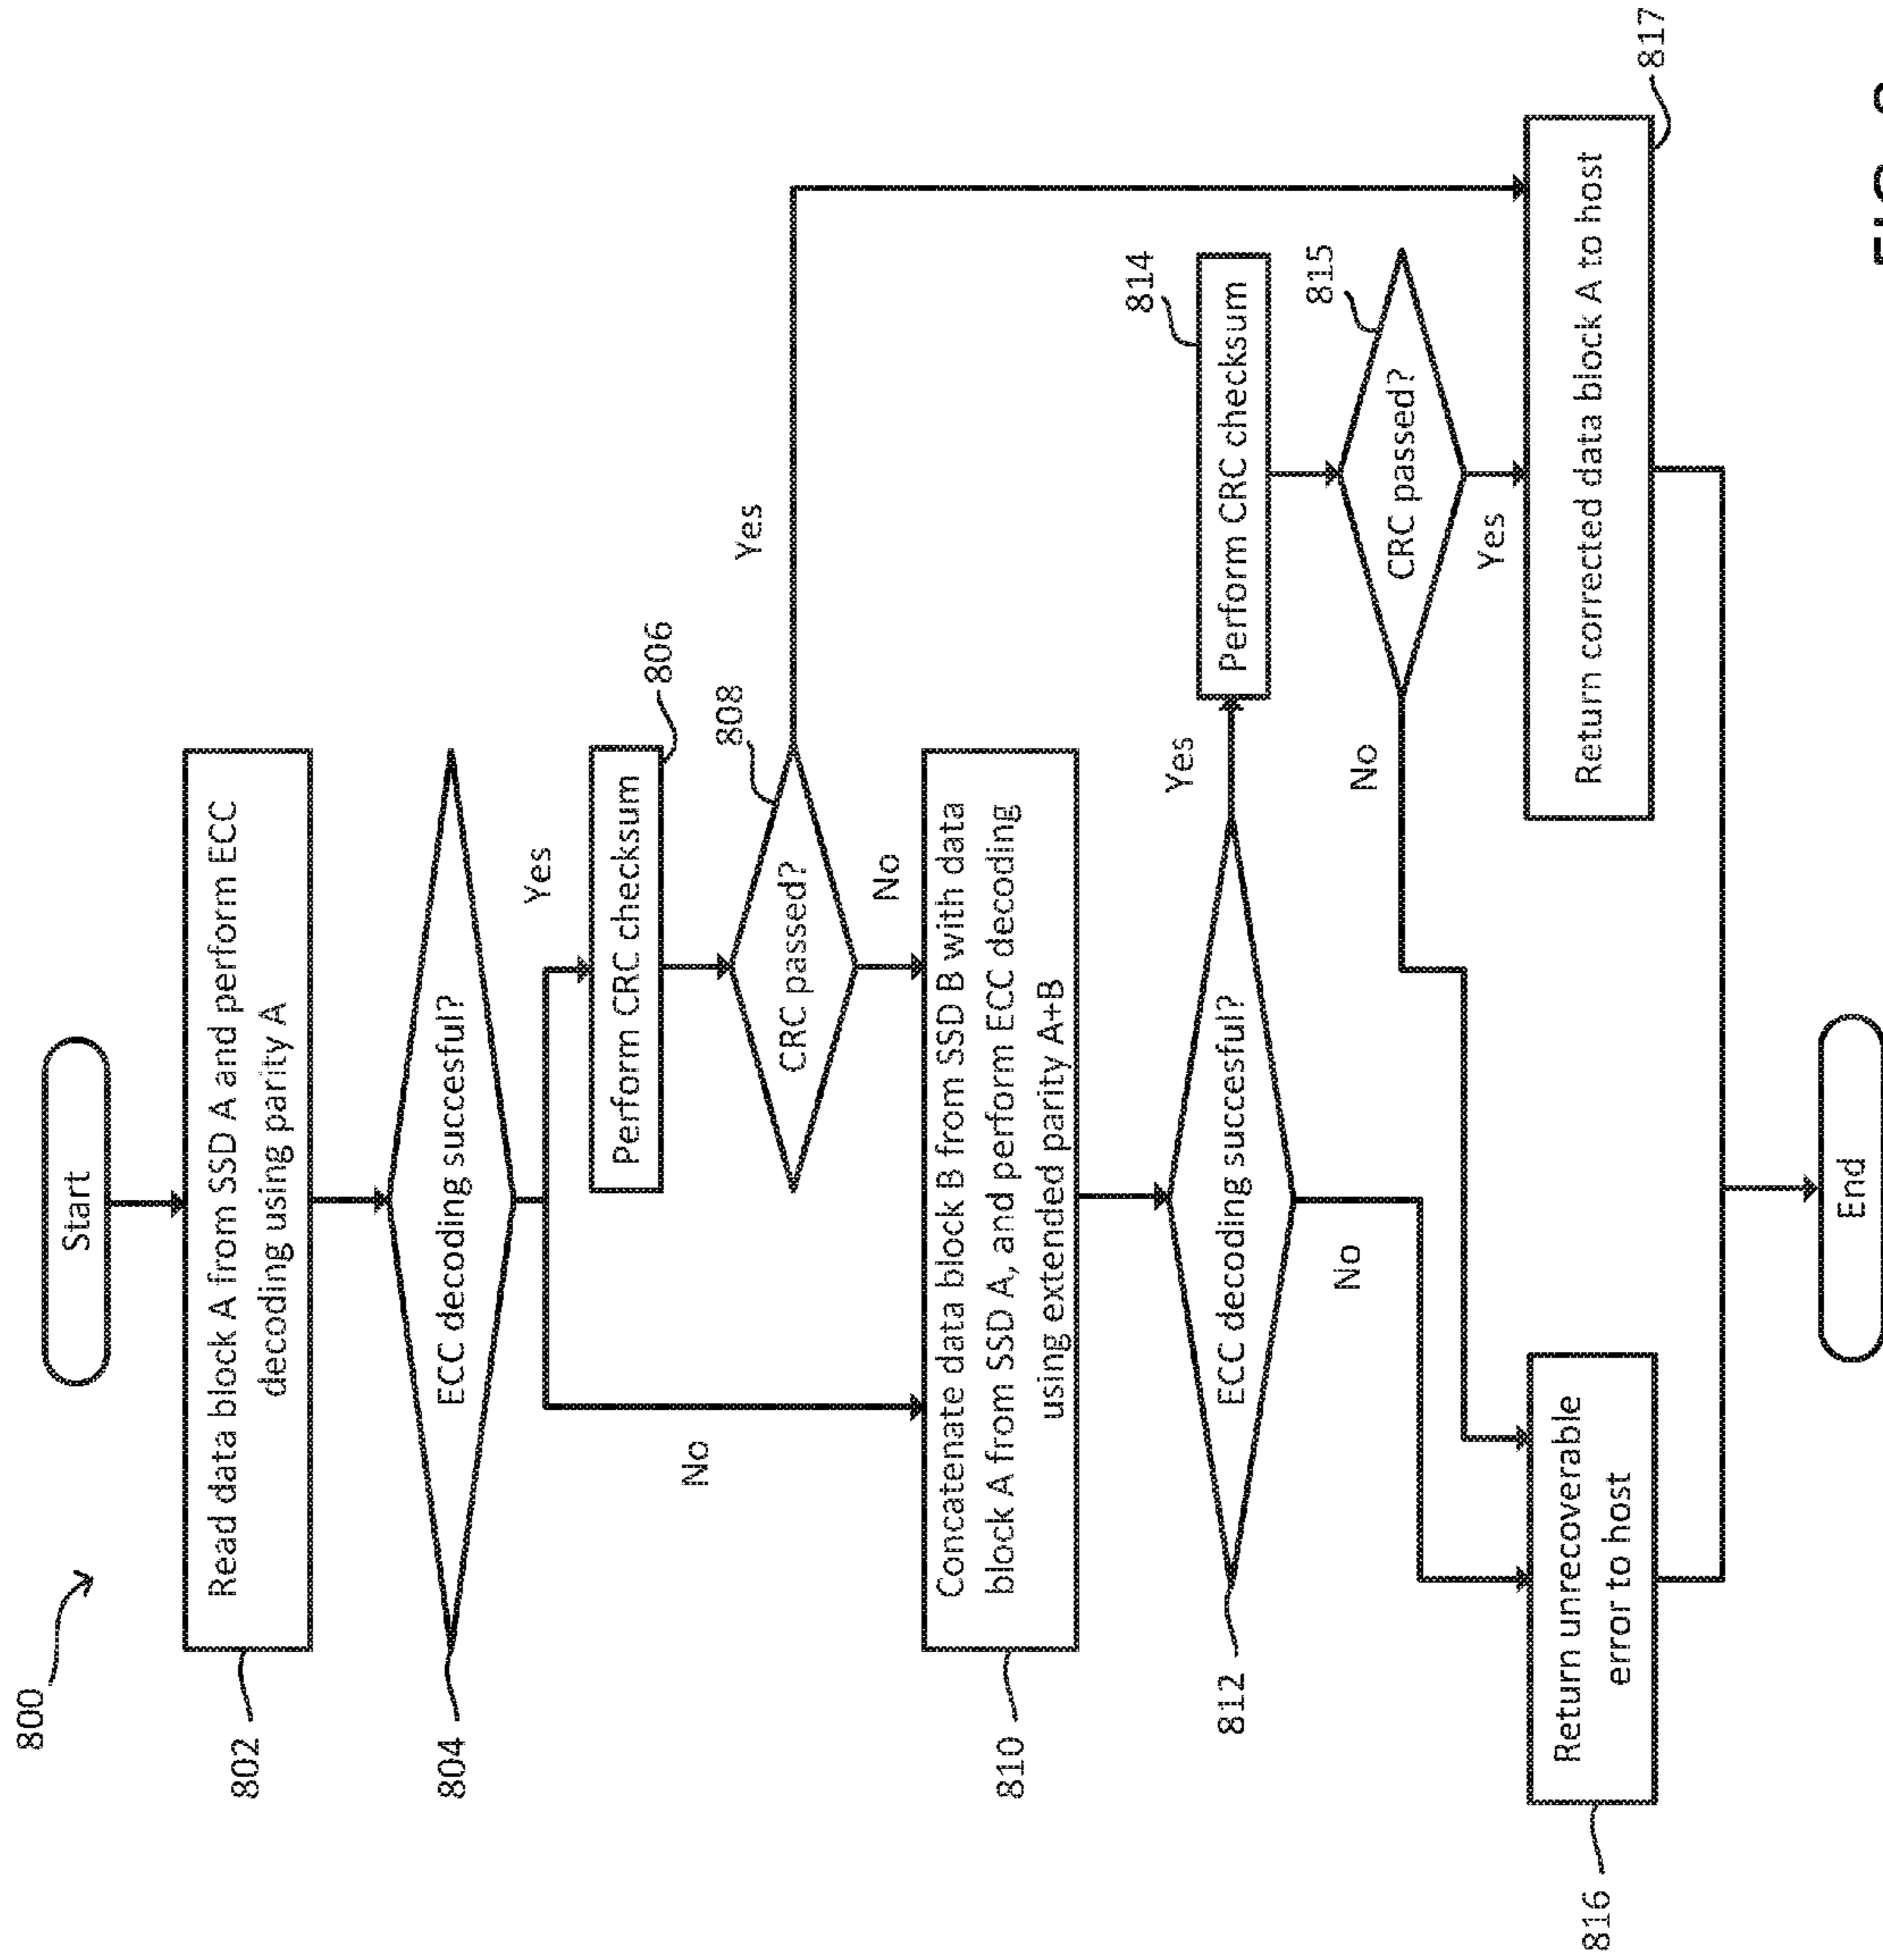 800
Start
802
Read data block A from SSD A and perform ECC
decoding using parity A
804
ECC decoding succesful?
Yes
No
Perform CRC checksum
806
808
CRC passed?
Yes
No
810
Concatenate data block B from SSD B with data
block A from SSD A, and perform ECC decoding
using extended parity A+B
812
ECC decoding successful?
Yes
No
814
Perform CRC checksum
815
CRC passed?
No
Yes
816
Return unrecoverable
error to host
Return corrected data block A to host
817
End